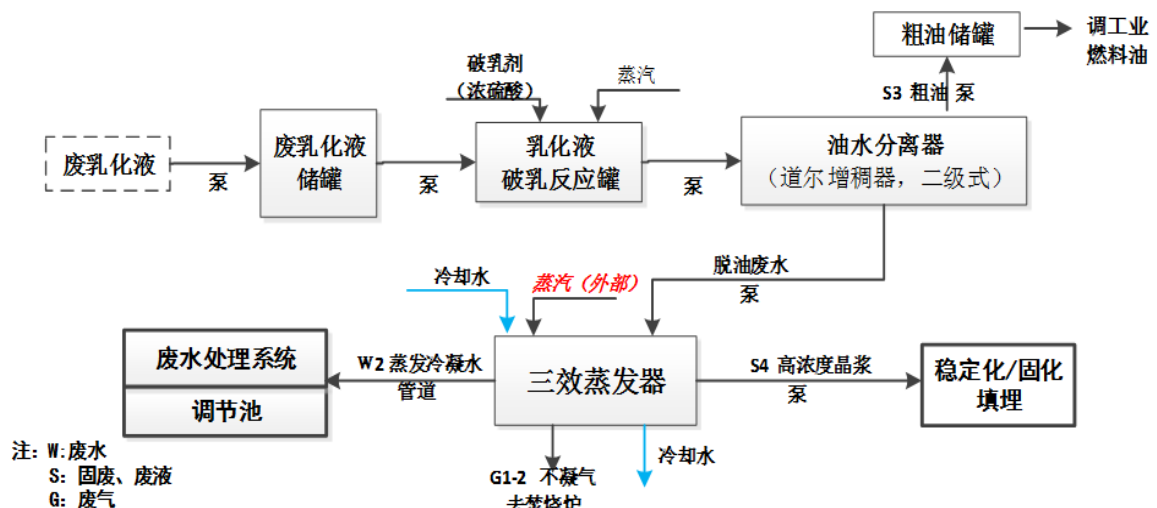 粗油储罐
调工业
燃料油
破乳剂
（浓硫酸）
蒸汽
S3 粗油 泵
废乳化液
泵
废乳化液
储罐
泵
乳化液
破乳反应罐
泵
油水分离器
（道尔增稠器，二级式）
冷却水
蒸汽（外部）
脱油废水
泵
废水处理系统
调节池
W2 蒸发冷凝水
管道
三效蒸发器
S4 高浓度晶浆
泵
稳定化/固化
填埋
注：W:废水
S：固废、废液
G：废气
G1-2 不凝气
去焚烧炉
冷却水